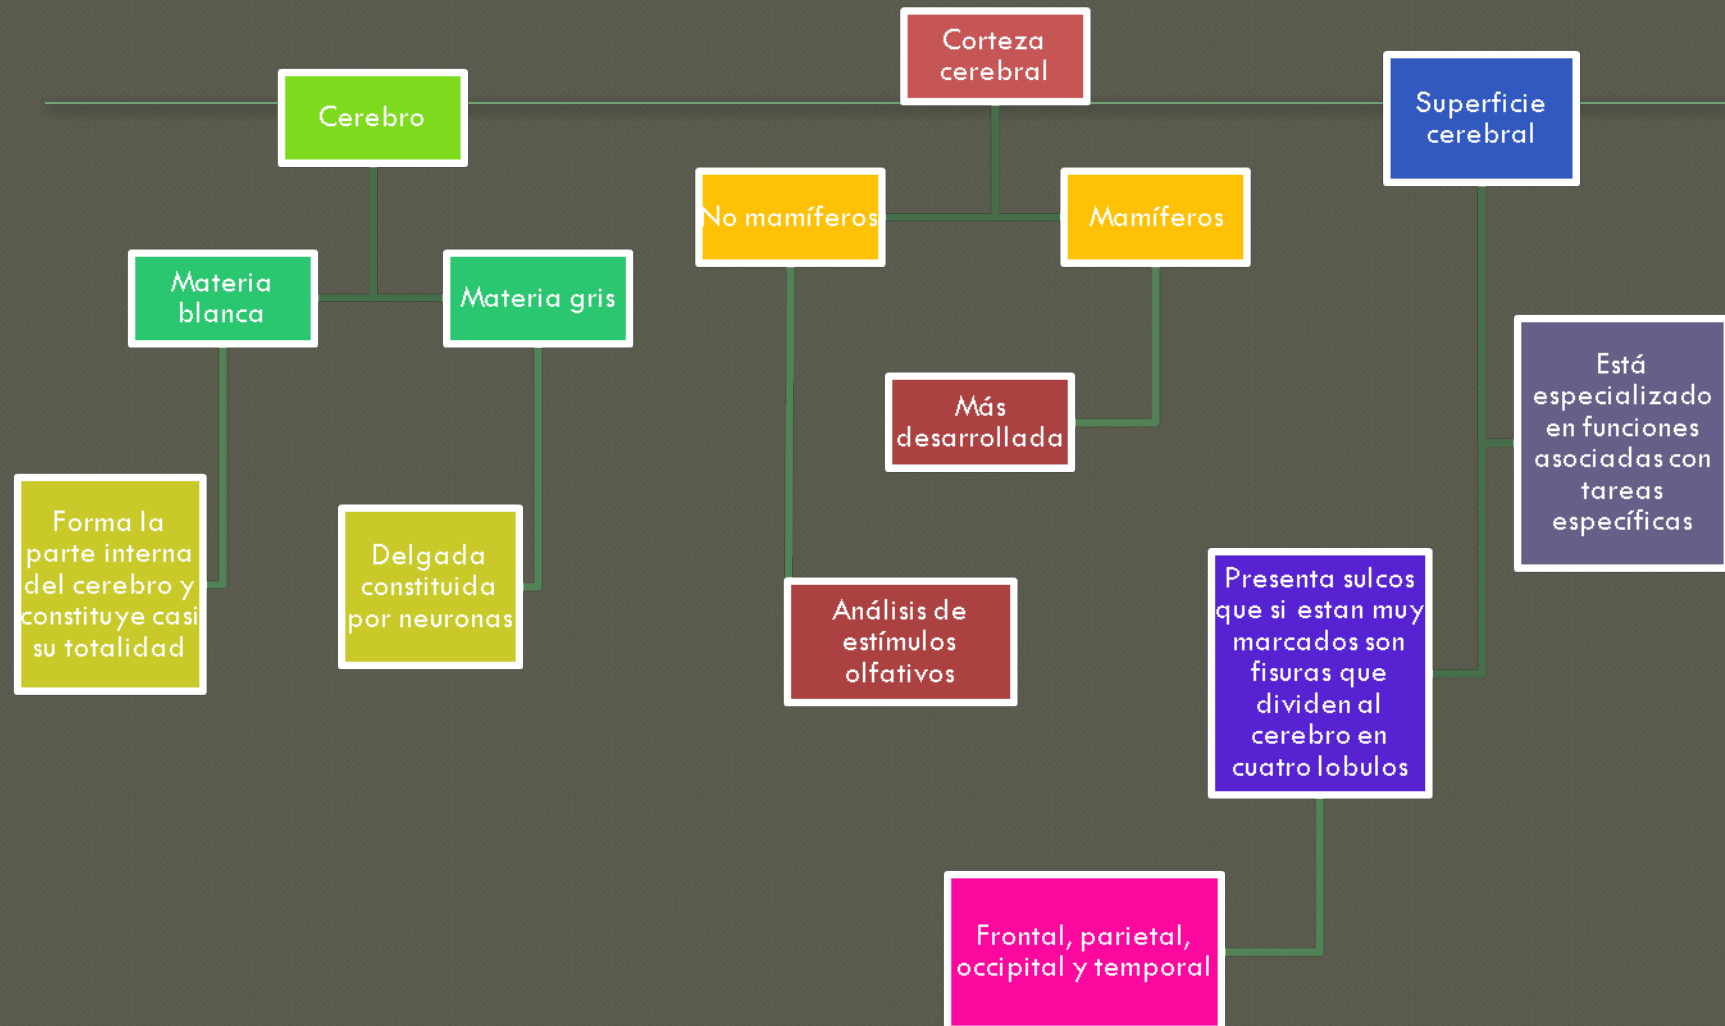 Cerebro
Materia
blanca
Materia gris
Forma la
parte interna
del cerebro y
constituye casi
su totalidad
Delgada
constituida
por neuronas
Corteza
cerebral
No mamíferos
Mamíferos
Más
desarrollada
Análisis de
estímulos
olfativos
Superficie
cerebral
Está
especializado
en funciones
asociadas con
tareas
específicas
Presenta sulcos
que si estan muy
marcados son
fisuras que
dividen al
cerebro en
cuatro lobulos
Frontal, parietal,
occipital y temporal